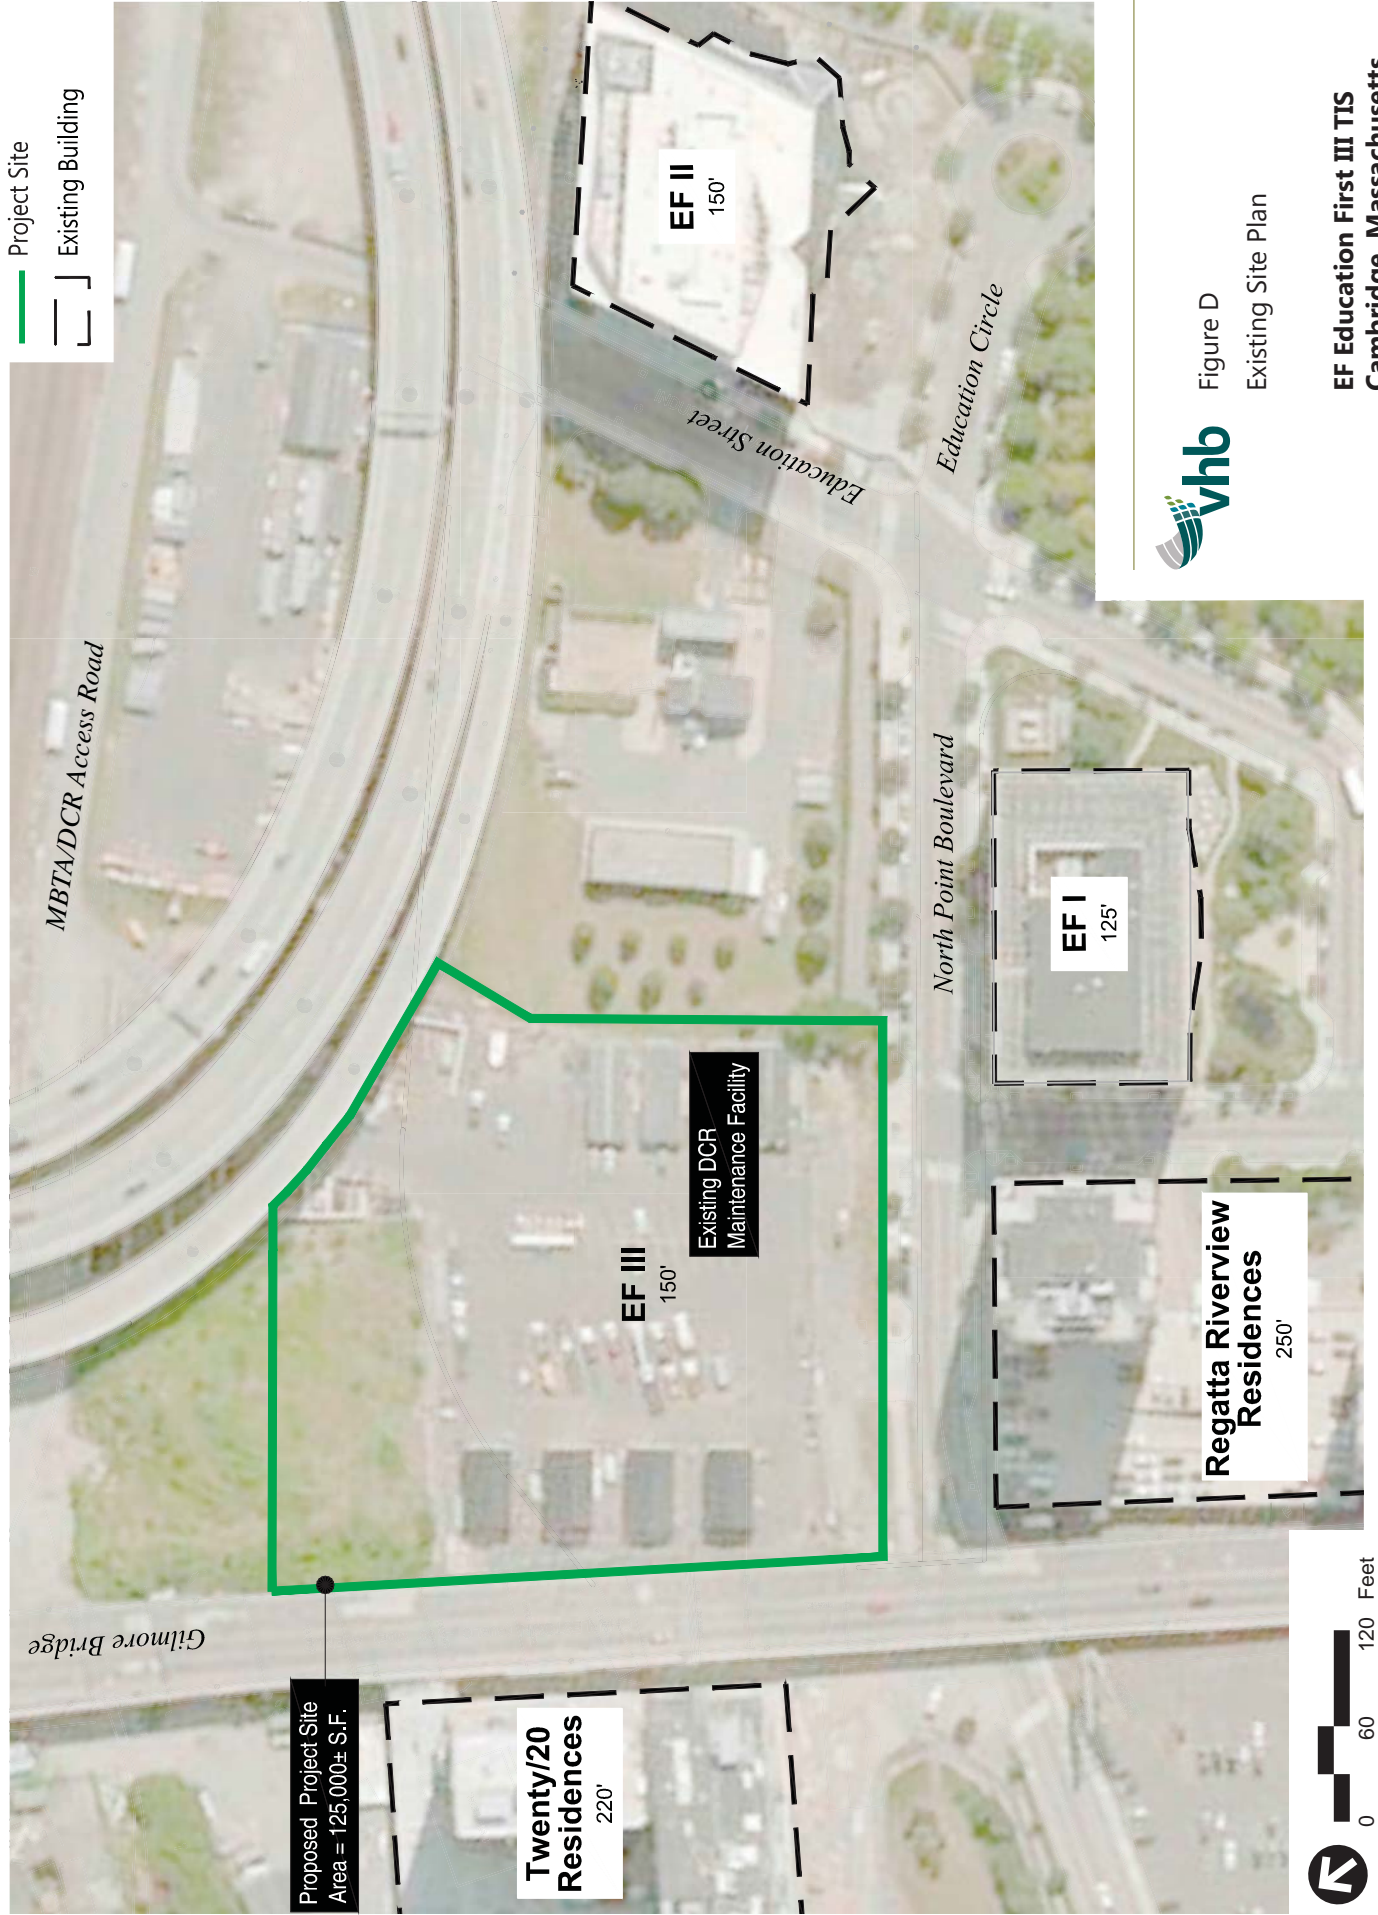 Project Site
Existing Building
MBTA/DCR Access Road
EF II
150'
Education Street
Education Circle
North Point Boulevard
EF I
125'
Existing DCR
Maintenance Facility
EF III
150'
Regatta Riverview
Residences
250'
Gilmore Bridge
Proposed Project Site
Area = 125,000± S.F.
Twenty/20
Residences
220'
0 60 120 Feet
vhb
Figure D
Existing Site Plan
EF Education First III TIS
Cambridge, Massachusetts